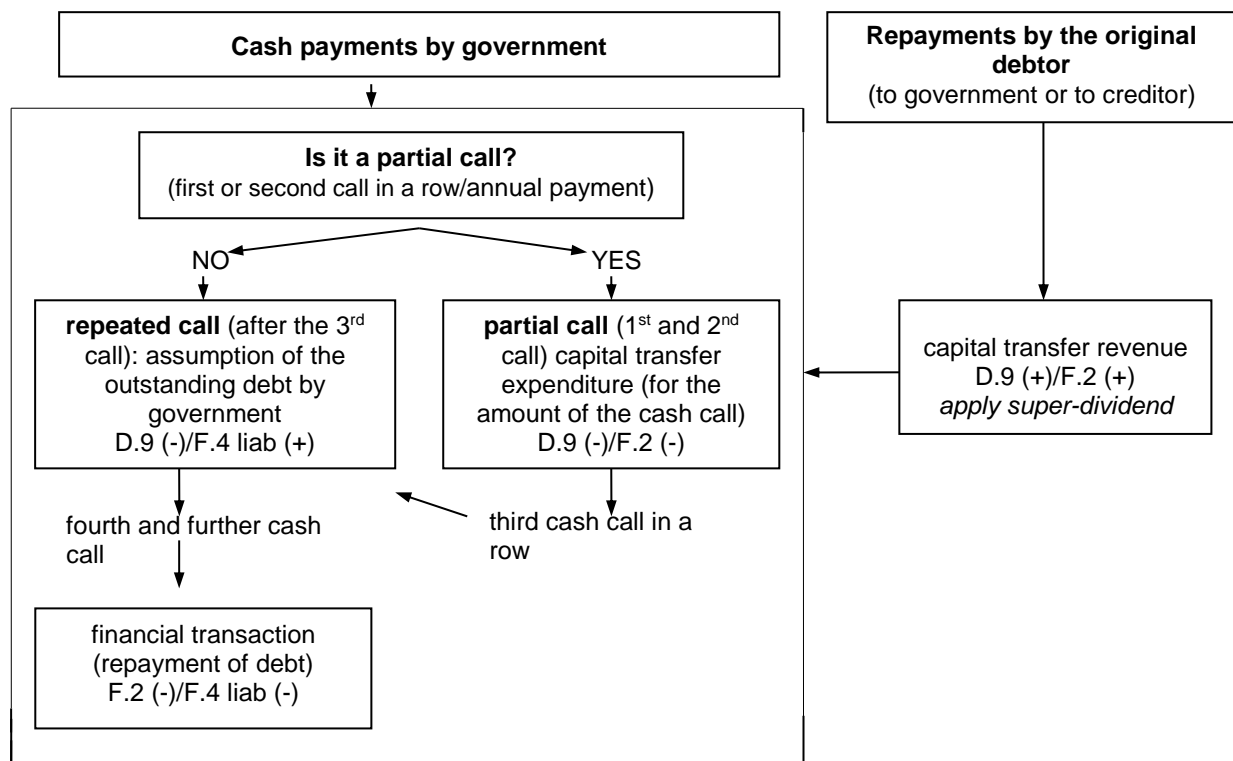 Cash payments by government
Repayments by the original
debtor
(to government or to creditor)
Is it a partial call?
(first or second call in a row/annual payment)
NO
YES
repeated call (after the 3rd
call): assumption of the
outstanding debt by
government
D.9 (-)/F.4 liab (+)
partial call (1st and 2nd
call) capital transfer
expenditure (for the
amount of the cash call)
D.9 (-)/F.2 (-)
capital transfer revenue
D.9 (+)/F.2 (+)
apply super-dividend
fourth and further cash
call
third cash call in a
row
financial transaction
(repayment of debt)
F.2 (-)/F.4 liab (-)